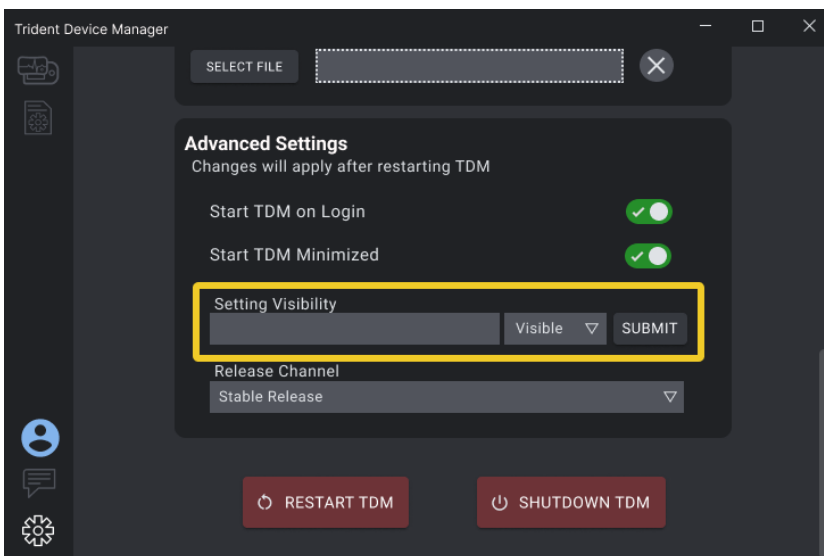 Trident Device Manager
SELECT FILE
Advanced Settings
Changes will apply after restarting TDM
Start TDM on Login
Start TDM Minimized
Setting Visibility
Visible SUBMIT
Release Channel
Stable Release
RESTART TDM SHUTDOWN TDM